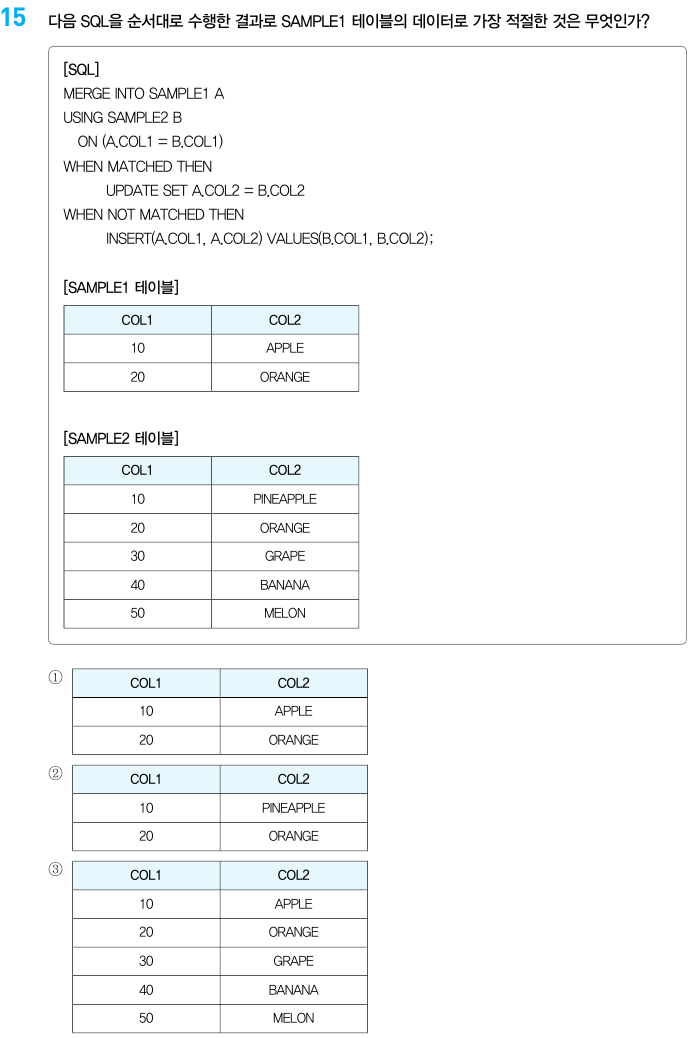 15 다음 SQL을 순서대로 수행한 결과로 SAMPLE1 테이블의 데이터로 가장 적절한 것은 무엇인가?
[SQL]
MERGE INTO SAMPLE1 A
USING SAMPLE2 B
ON (A.COL1 = B.COL1)
WHEN MATCHED THEN
UPDATE SET A.COL2 = B.COL2
WHEN NOT MATCHED THEN
INSERT(A.COL1, A.COL2) VALUES(B.COL1, B.COL2);
[SAMPLE1 테이블]
COL1 COL2
10 APPLE
20 ORANGE
[SAMPLE2 테이블]
COL1 COL2
10 PINEAPPLE
20 ORANGE
30 GRAPE
40 BANANA
50 MELON
① COL1 COL2
10 APPLE
20 ORANGE
② COL1 COL2
10 PINEAPPLE
20 ORANGE
③ COL1 COL2
10 APPLE
20 ORANGE
30 GRAPE
40 BANANA
50 MELON